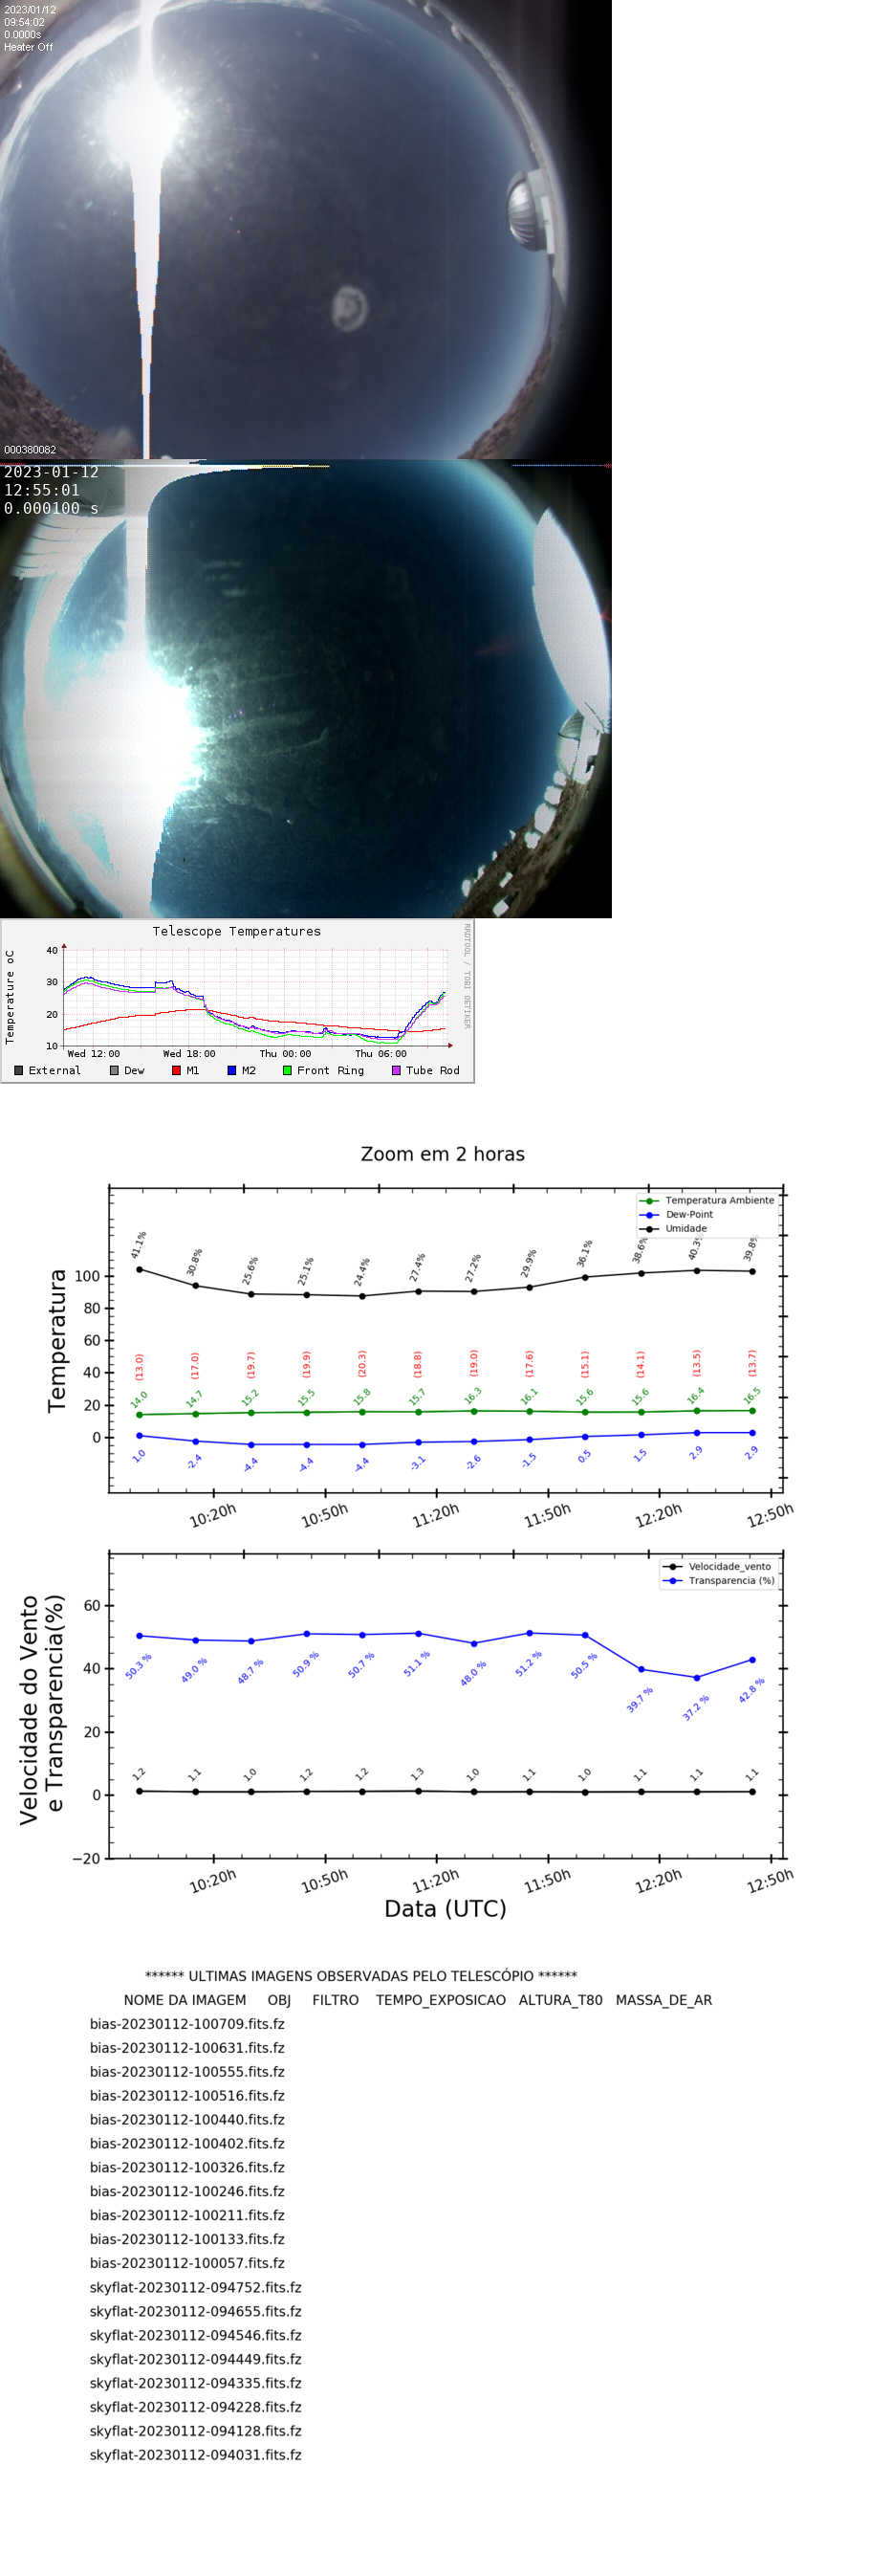 2023/01/12
09:54:02
0.0000s
Heater Off
000380082
2023-01-12
12:55:01
0.000100 s
Telescope Temperatures
RRDTOOL / TOBI OETIKER
Temperature oC
40
30
20
10
Wed 12:00 Wed 18:00 Thu 00:00 Thu 06:00
External Dew M1 M2 Front Ring Tube Rod
Zoom em 2 horas
Temperatura Ambiente
Dew-Point
Umidade
41.1% 30.8% 25.6% 25.1% 24.4% 27.4% 27.2% 29.9% 36.1% 38.6% 40.3% 39.8%
Temperatura
100
80
60
40
20
0
(13.0) (17.0) (19.7) (19.9) (20.3) (18.8) (19.0) (17.6) (15.1) (14.1) (13.5) (13.7)
14.0 14.7 15.2 15.5 15.8 15.7 16.3 16.1 15.6 15.6 16.4 16.5
1.0 -2.4 -4.4 -4.4 -4.4 -3.1 -2.6 -1.5 0.5 1.5 2.9 2.9
10:20h 10:50h 11:20h 11:50h 12:20h 12:50h
Velocidade_vento
Transparencia (%)
Velocidade do Vento
e Transparencia(%)
60
40
20
0
−20
50.3 % 49.0 % 48.7 % 50.9 % 50.7 % 51.1 % 48.0 % 51.2 % 50.5 % 39.7 % 37.2 % 42.8 %
1.2 1.1 1.0 1.2 1.2 1.3 1.0 1.1 1.0 1.1 1.1 1.1
10:20h 10:50h 11:20h 11:50h 12:20h 12:50h
Data (UTC)
****** ULTIMAS IMAGENS OBSERVADAS PELO TELESCÓPIO ******
NOME DA IMAGEM OBJ FILTRO TEMPO_EXPOSICAO ALTURA_T80 MASSA_DE_AR
bias-20230112-100709.fits.fz
bias-20230112-100631.fits.fz
bias-20230112-100555.fits.fz
bias-20230112-100516.fits.fz
bias-20230112-100440.fits.fz
bias-20230112-100402.fits.fz
bias-20230112-100326.fits.fz
bias-20230112-100246.fits.fz
bias-20230112-100211.fits.fz
bias-20230112-100133.fits.fz
bias-20230112-100057.fits.fz
skyflat-20230112-094752.fits.fz
skyflat-20230112-094655.fits.fz
skyflat-20230112-094546.fits.fz
skyflat-20230112-094449.fits.fz
skyflat-20230112-094335.fits.fz
skyflat-20230112-094228.fits.fz
skyflat-20230112-094128.fits.fz
skyflat-20230112-094031.fits.fz